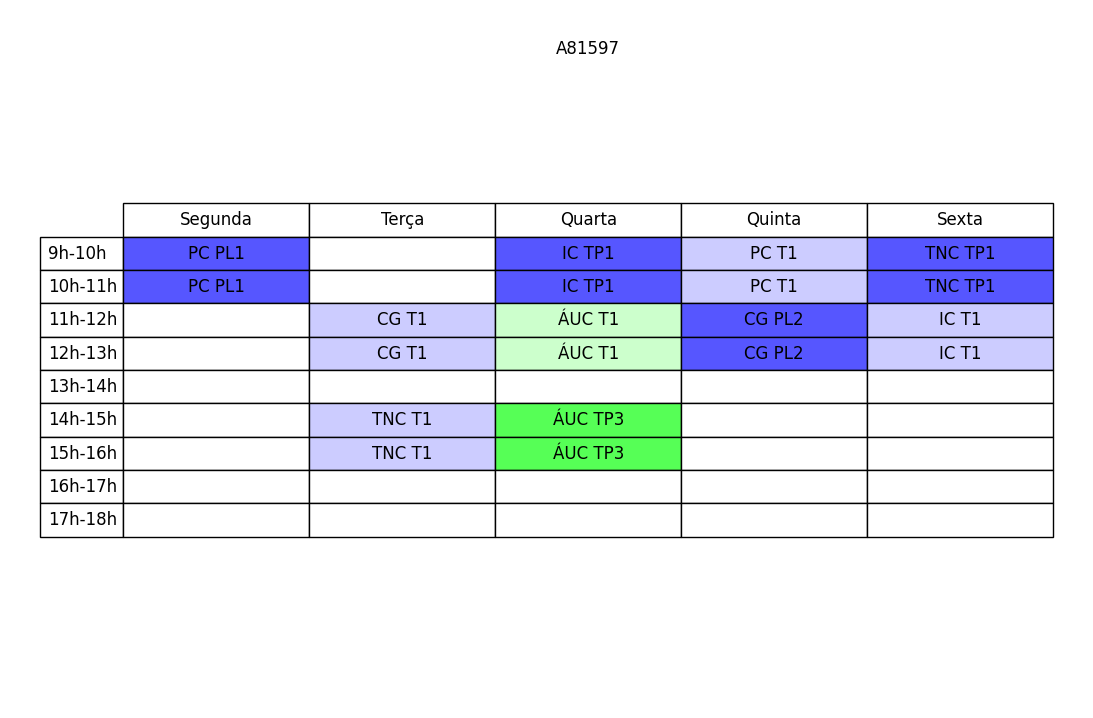 A81597
Segunda Terça Quarta Quinta Sexta
9h-10h PC PL1 IC TP1 PC T1 TNC TP1
10h-11h PC PL1 IC TP1 PC T1 TNC TP1
11h-12h CG T1 ÁUC T1 CG PL2 IC T1
12h-13h CG T1 ÁUC T1 CG PL2 IC T1
13h-14h
14h-15h TNC T1 ÁUC TP3
15h-16h TNC T1 ÁUC TP3
16h-17h
17h-18h